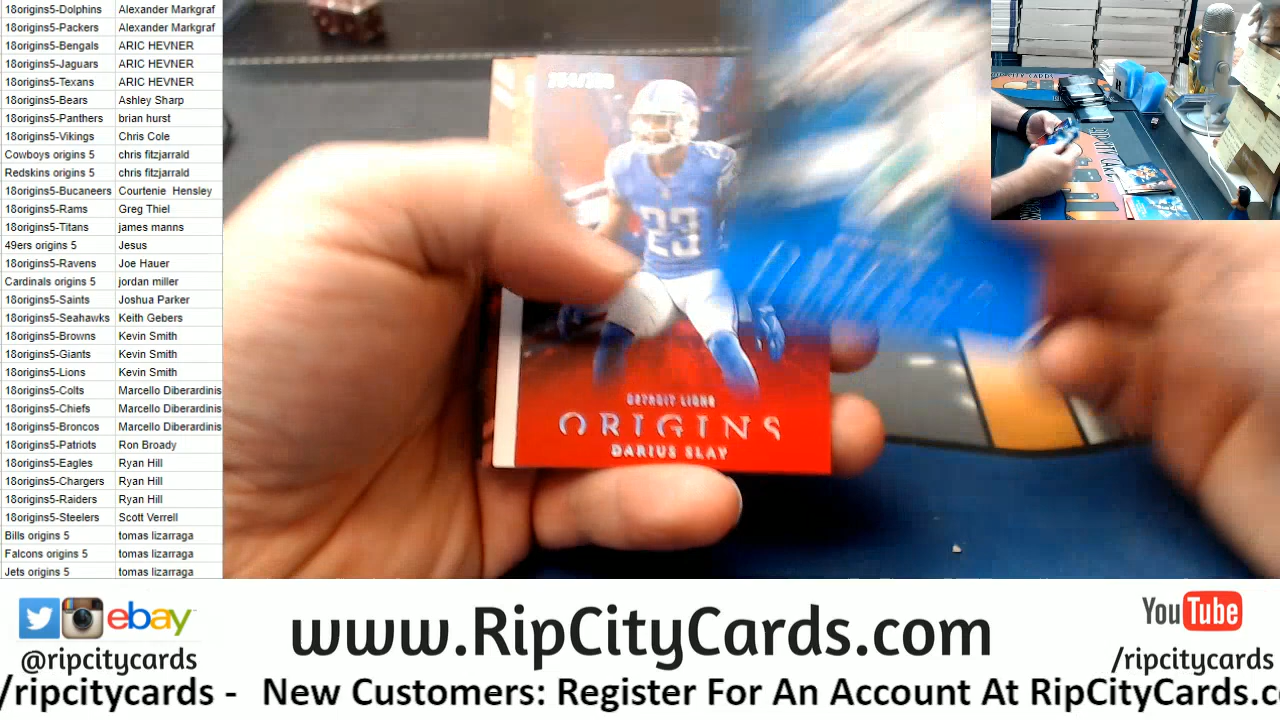 18origins5-Dolphins Alexander Markgraf
18origins5-Packers Alexander Markgraf
18origins5-Bengals ARIC HEVNER
18origins5-Jaguars ARIC HEVNER
18origins5-Texans ARIC HEVNER
18origins5-Bears Ashley Sharp
18origins5-Panthers brian hurst
18origins5-Vikings Chris Cole
Cowboys origins 5 chris fitzjarrald
Redskins origins 5 chris fitzjarrald
18origins5-Bucaneers Courtenie Hensley
18origins5-Rams Greg Thiel
18origins5-Titans james manns
49ers origins 5 Jesus
18origins5-Ravens Joe Hauer
Cardinals origins 5 jordan miller
18origins5-Saints Joshua Parker
18origins5-Seahawks Keith Gebers
18origins5-Browns Kevin Smith
18origins5-Giants Kevin Smith
18origins5-Lions Kevin Smith
18origins5-Colts Marcello Diberardinis
18origins5-Chiefs Marcello Diberardinis
18origins5-Broncos Marcello Diberardinis
18origins5-Patriots Ron Broady
18origins5-Eagles Ryan Hill
18origins5-Chargers Ryan Hill
18origins5-Raiders Ryan Hill
18origins5-Steelers Scott Verrell
Bills origins 5 tomas lizarraga
Falcons origins 5 tomas lizarraga
Jets origins 5 tomas lizarraga
23
DETROIT LIONS
ORIGINS
DARIUS SLAY
RIP CITY CARDS
ebay
@ripcitycards
www.RipCityCards.com
YouTube
/ripcitycards
/ripcitycards - New Customers: Register For An Account At RipCityCards.c